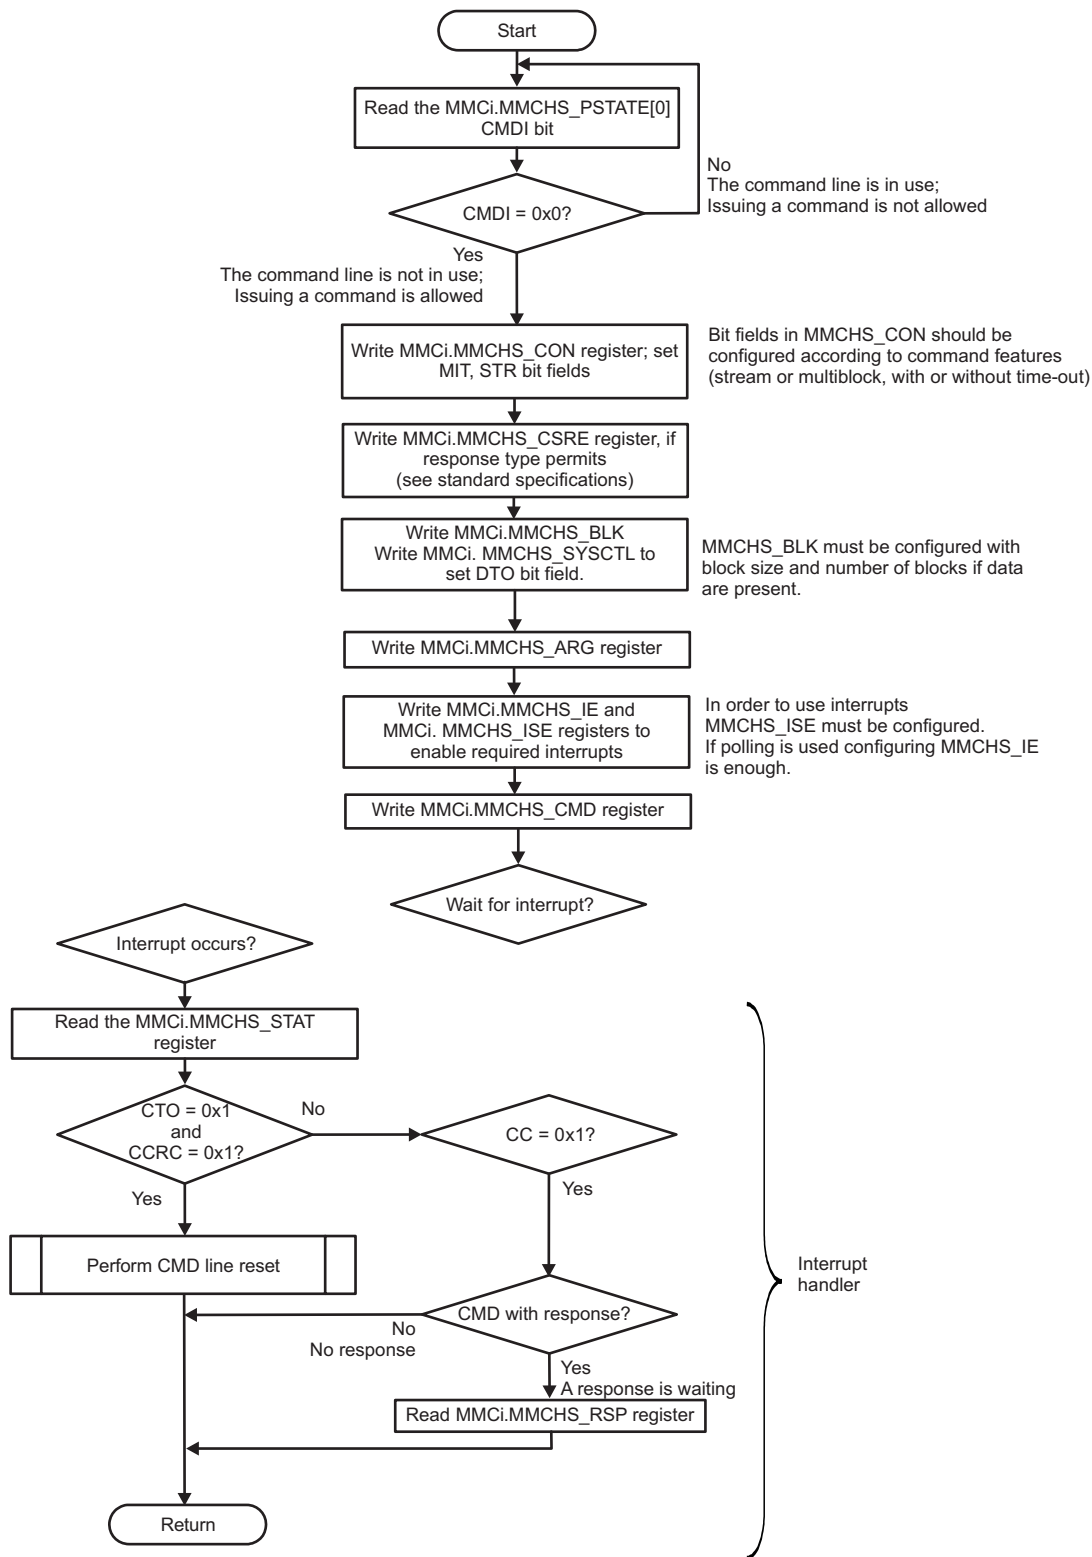 Start
Read the MMCi.MMCHS_PSTATE[0]
CMDI bit
No
The command line is in use;
Issuing a command is not allowed
CMDI = 0x0?
Yes
The command line is not in use;
Issuing a command is allowed
Write MMCi.MMCHS_CON register; set
MIT, STR bit fields
Bit fields in MMCHS_CON should be
configured according to command features
(stream or multiblock, with or without time-out)
Write MMCi.MMCHS_CSRE register, if
response type permits
(see standard specifications)
Write MMCi.MMCHS_BLK
Write MMCi. MMCHS_SYSCTL to
set DTO bit field.
MMCHS_BLK must be configured with
block size and number of blocks if data
are present.
Write MMCi.MMCHS_ARG register
Write MMCi.MMCHS_IE and
MMCi. MMCHS_ISE registers to
enable required interrupts
In order to use interrupts
MMCHS_ISE must be configured.
If polling is used configuring MMCHS_IE
is enough.
Write MMCi.MMCHS_CMD register
Wait for interrupt?
Interrupt occurs?
Read the MMCi.MMCHS_STAT
register
CTO = 0x1
and
CCRC = 0x1?
No
CC = 0x1?
Yes
Yes
Perform CMD line reset
Interrupt
handler
CMD with response?
No
No response
Yes
A response is waiting
Read MMCi.MMCHS_RSP register
Return